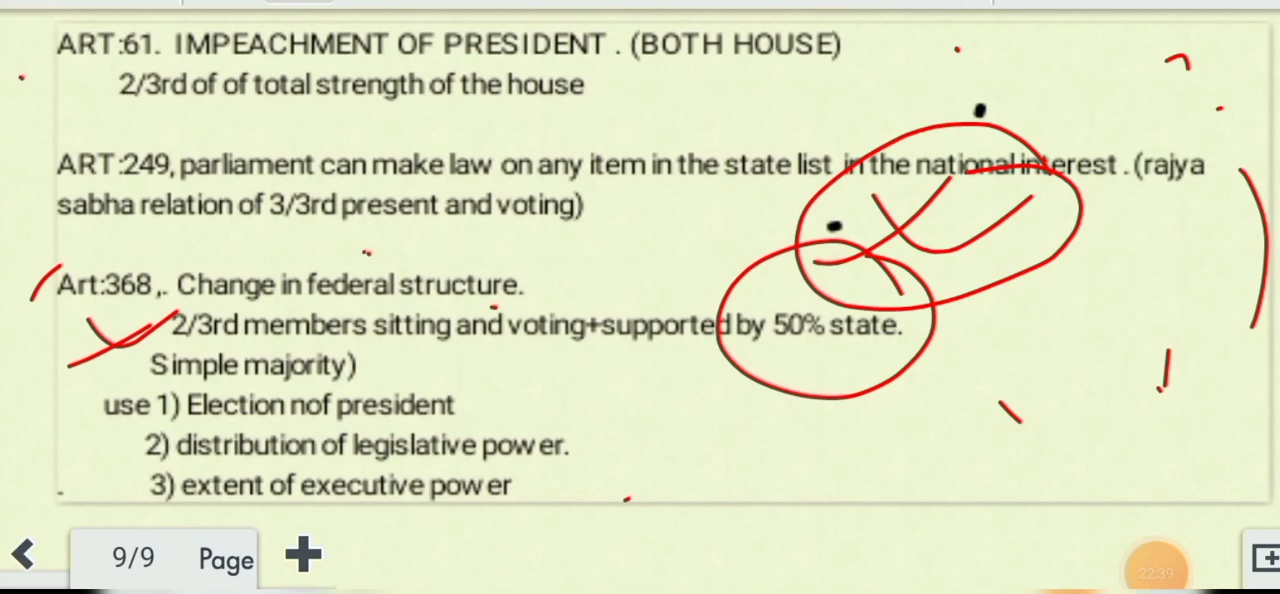 ART:61. IMPEACHMENT OF PRESIDENT . (BOTH HOUSE)
2/3rd of of total strength of the house
ART:249, parliament can make law on any item in the state list in the national interest . (rajya
sabha relation of 3/3rd present and voting)
Art:368,. Change in federal structure.
2/3rd members sitting and voting+supported by 50% state.
Simple majority)
use 1) Election nof president
2) distribution of legislative power.
. 3) extent of executive power
9/9 Page
22:39